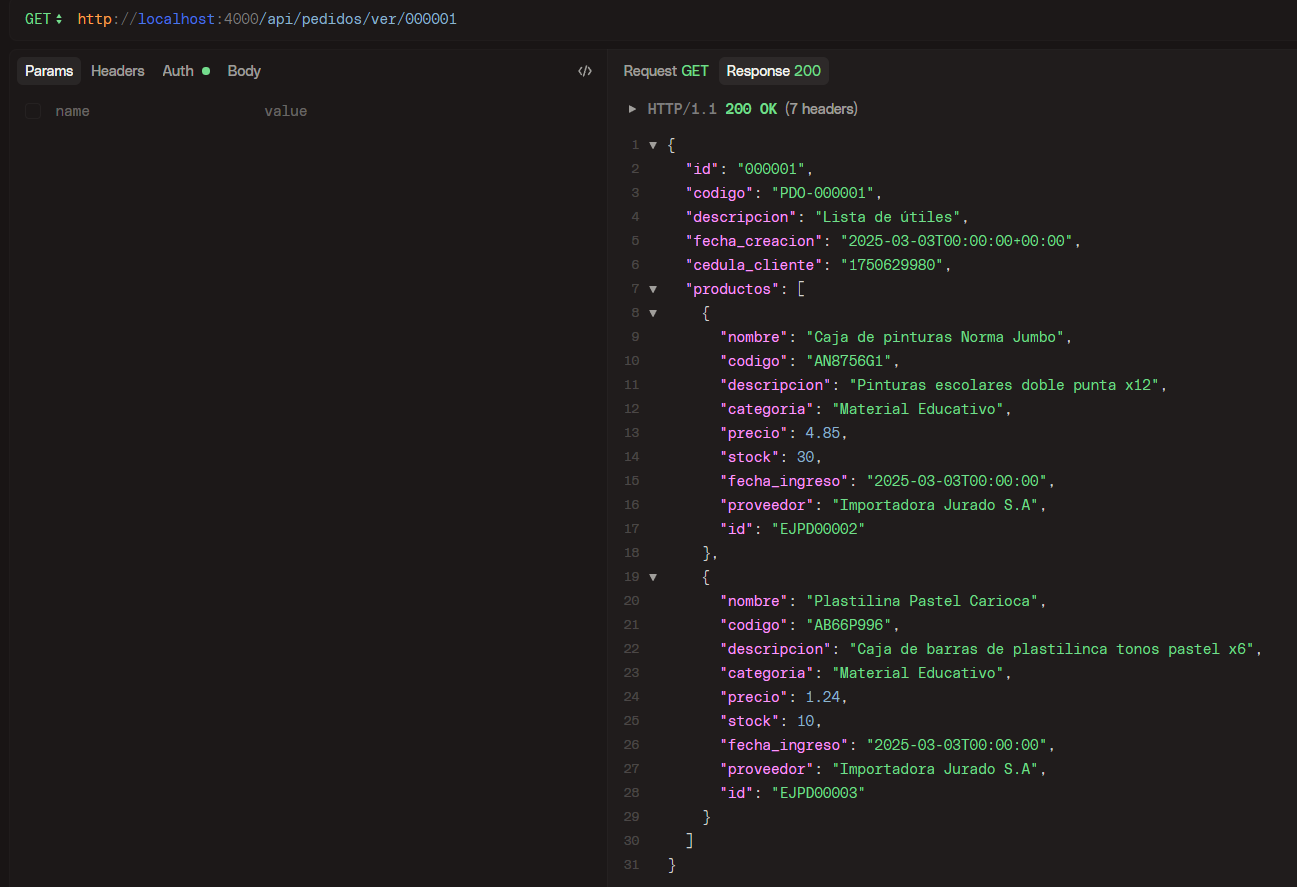 GET http://localhost:4000/api/pedidos/ver/000001
Params Headers Auth Body </>
name value
Request GET Response 200
HTTP/1.1 200 OK (7 headers)
1 {
2 "id": "000001",
3 "codigo": "PDO-000001",
4 "descripcion": "Lista de útiles",
5 "fecha_creacion": "2025-03-03T00:00:00+00:00",
6 "cedula_cliente": "1750629980",
7 "productos": [
8 {
9 "nombre": "Caja de pinturas Norma Jumbo",
10 "codigo": "AN8756G1",
11 "descripcion": "Pinturas escolares doble punta x12",
12 "categoria": "Material Educativo",
13 "precio": 4.85,
14 "stock": 30,
15 "fecha_ingreso": "2025-03-03T00:00:00",
16 "proveedor": "Importadora Jurado S.A",
17 "id": "EJPD00002"
18 },
19 {
20 "nombre": "Plastilina Pastel Carioca",
21 "codigo": "AB66P996",
22 "descripcion": "Caja de barras de plastilinca tonos pastel x6",
23 "categoria": "Material Educativo",
24 "precio": 1.24,
25 "stock": 10,
26 "fecha_ingreso": "2025-03-03T00:00:00",
27 "proveedor": "Importadora Jurado S.A",
28 "id": "EJPD00003"
29 }
30 ]
31 }